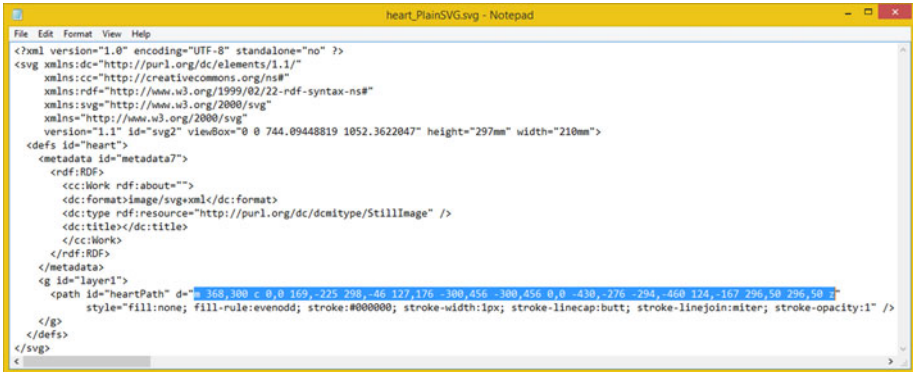 heart_PlainSVG.svg - Notepad
File Edit Format View Help
<?xml version="1.0" encoding="UTF-8" standalone="no" ?>
<svg xmlns:dc="http://purl.org/dc/elements/1.1/"
xmlns:cc="http://creativecommons.org/ns#"
xmlns:rdf="http://www.w3.org/1999/02/22-rdf-syntax-ns#"
xmlns:svg="http://www.w3.org/2000/svg"
xmlns="http://www.w3.org/2000/svg"
version="1.1" id="svg2" viewBox="0 0 744.09448819 1052.3622047" height="297mm" width="210mm">
<defs id="heart">
<metadata id="metadata7">
<rdf:RDF>
<cc:Work rdf:about="">
<dc:format>image/svg+xml</dc:format>
<dc:type rdf:resource="http://purl.org/dc/dcmitype/StillImage" />
<dc:title></dc:title>
</cc:Work>
</rdf:RDF>
</metadata>
<g id="layer1">
<path id="heartPath" d="m 368,300 c 0,0 169,-225 298,-46 127,176 -300,456 -300,456 0,0 -430,-276 -294,-460 124,-167 296,50 296,50 z"
style="fill:none; fill-rule:evenodd; stroke:#000000; stroke-width:1px; stroke-linecap:butt; stroke-linejoin:miter; stroke-opacity:1" />
</g>
</defs>
</svg>